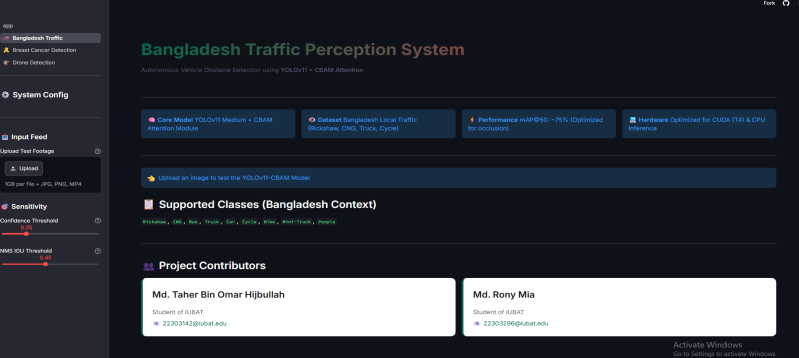 Fork
app
Bangladesh Traffic
Breast Cancer Detection
Drone Detection
System Config
Input Feed
Upload Test Footage
Upload
1GB per file • JPG, PNG, MP4
Sensitivity
Confidence Threshold
0.25
NMS IOU Threshold
0.45
Bangladesh Traffic Perception System
Autonomous Vehicle Obstacle Detection using YOLOv11 + CBAM Attention
Core Model YOLOv11 Medium + CBAM
Attention Module
Dataset Bangladesh Local Traffic
(Rickshaw, CNG, Truck, Cycle)
Performance mAP@50: ~75% (Optimized
for occlusion)
Hardware Optimized for CUDA (T4) & CPU
Inference
Upload an image to test the YOLOv11-CBAM Model
Supported Classes (Bangladesh Context)
Rickshaw, CNG, Bus, Truck, Car, Cycle, Bike, Mini-Truck, People
Project Contributors
Md. Taher Bin Omar Hijbullah
Student of IUBAT
22303142@iubat.edu
Md. Rony Mia
Student of IUBAT
22303296@iubat.edu
Activate Windows
Go to Settings to activate Windows.